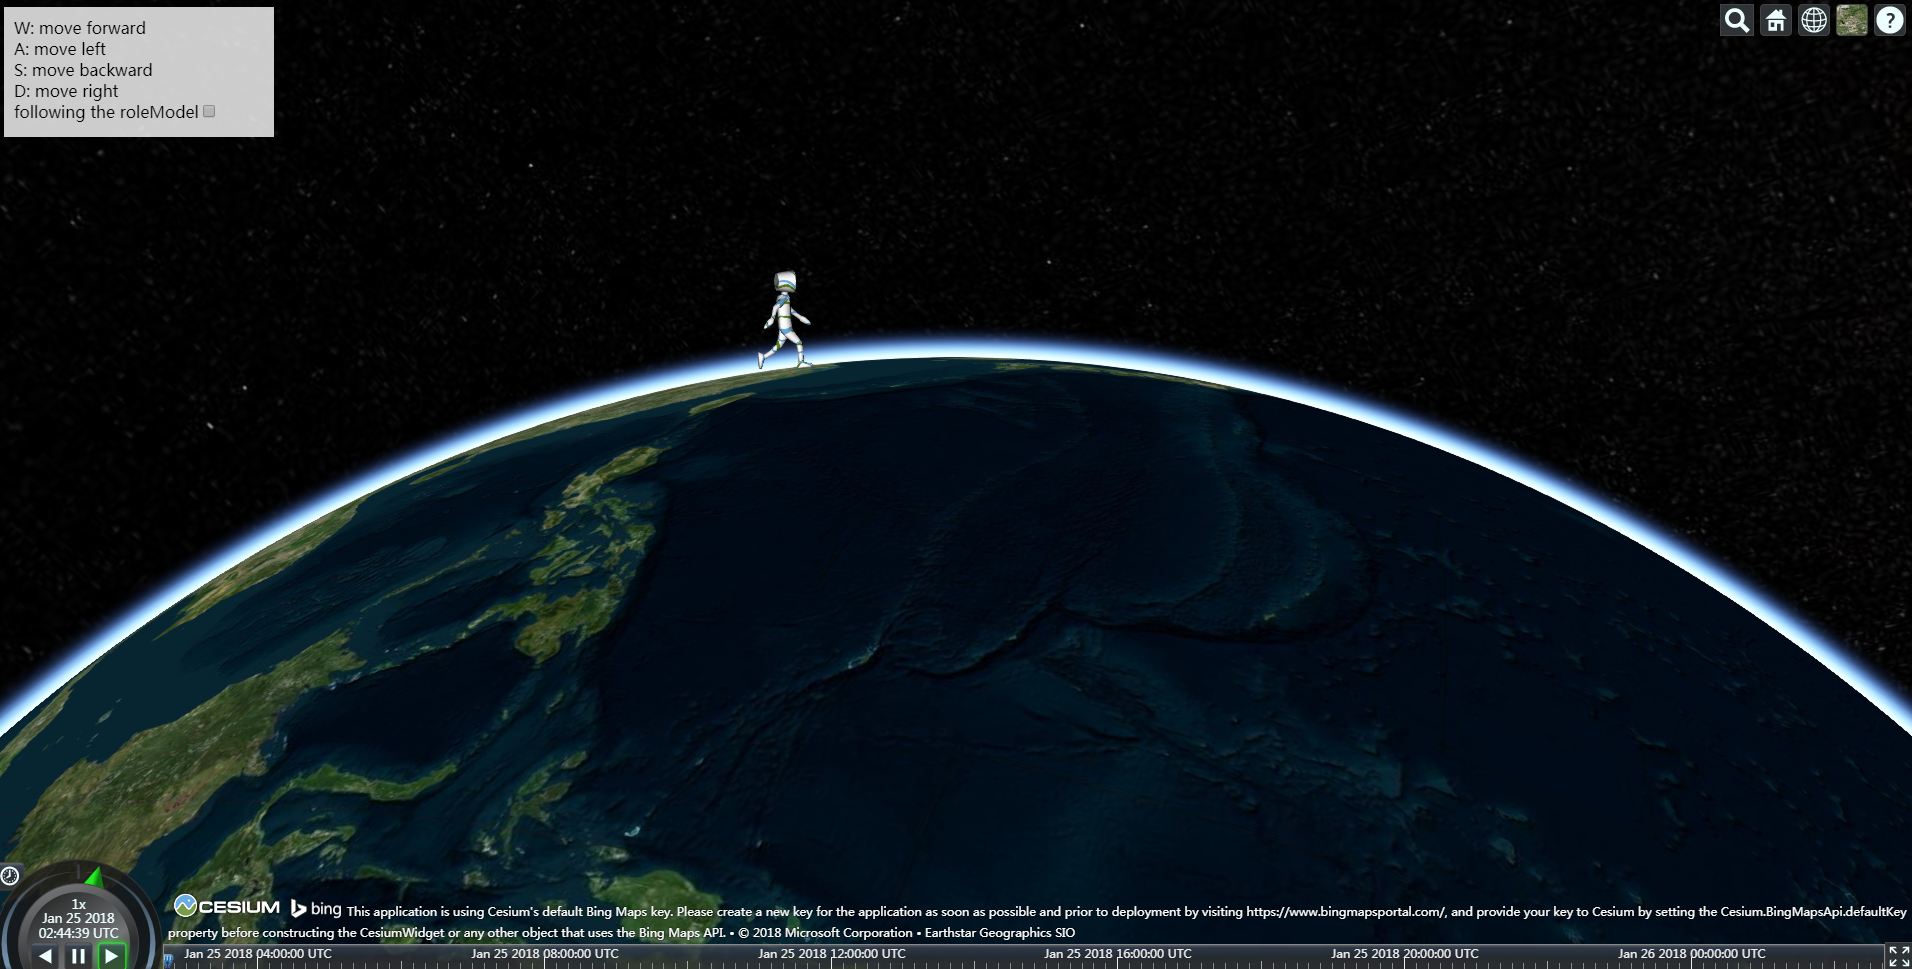 W: move forward
A: move left
S: move backward
D: move right
following the roleModel
?
1x
Jan 25 2018
02:44:39 UTC
CESIUM bing This application is using Cesium's default Bing Maps key. Please create a new key for the application as soon as possible and prior to deployment by visiting https://www.bingmapsportal.com/, and provide your key to Cesium by setting the Cesium.BingMapsApi.defaultKey
property before constructing the CesiumWidget or any other object that uses the Bing Maps API. • © 2018 Microsoft Corporation • Earthstar Geographics SIO
Jan 25 2018 04:00:00 UTC Jan 25 2018 08:00:00 UTC Jan 25 2018 12:00:00 UTC Jan 25 2018 16:00:00 UTC Jan 25 2018 20:00:00 UTC Jan 26 2018 00:00:00 UTC